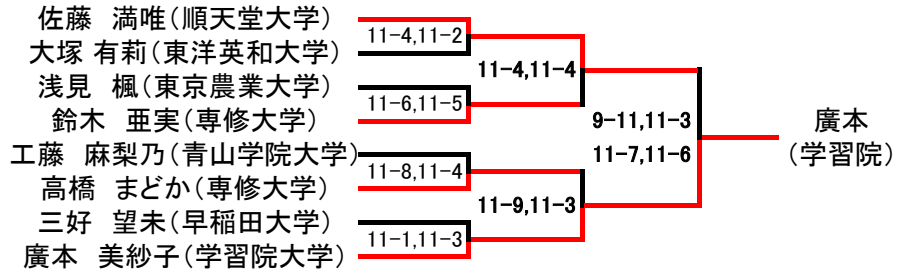 佐藤　満唯(順天堂大学)
11-4,11-2
大塚 有莉(東洋英和大学)
11-4,11-4
浅見　楓(東京農業大学)
11-6,11-5
鈴木　亜実(専修大学)
9-11,11-3
11-7,11-6
廣本
(学習院)
工藤　麻梨乃(青山学院大学)
11-8,11-4
高橋　まどか(専修大学)
11-9,11-3
三好　望未(早稲田大学)
11-1,11-3
廣本　美紗子(学習院大学)